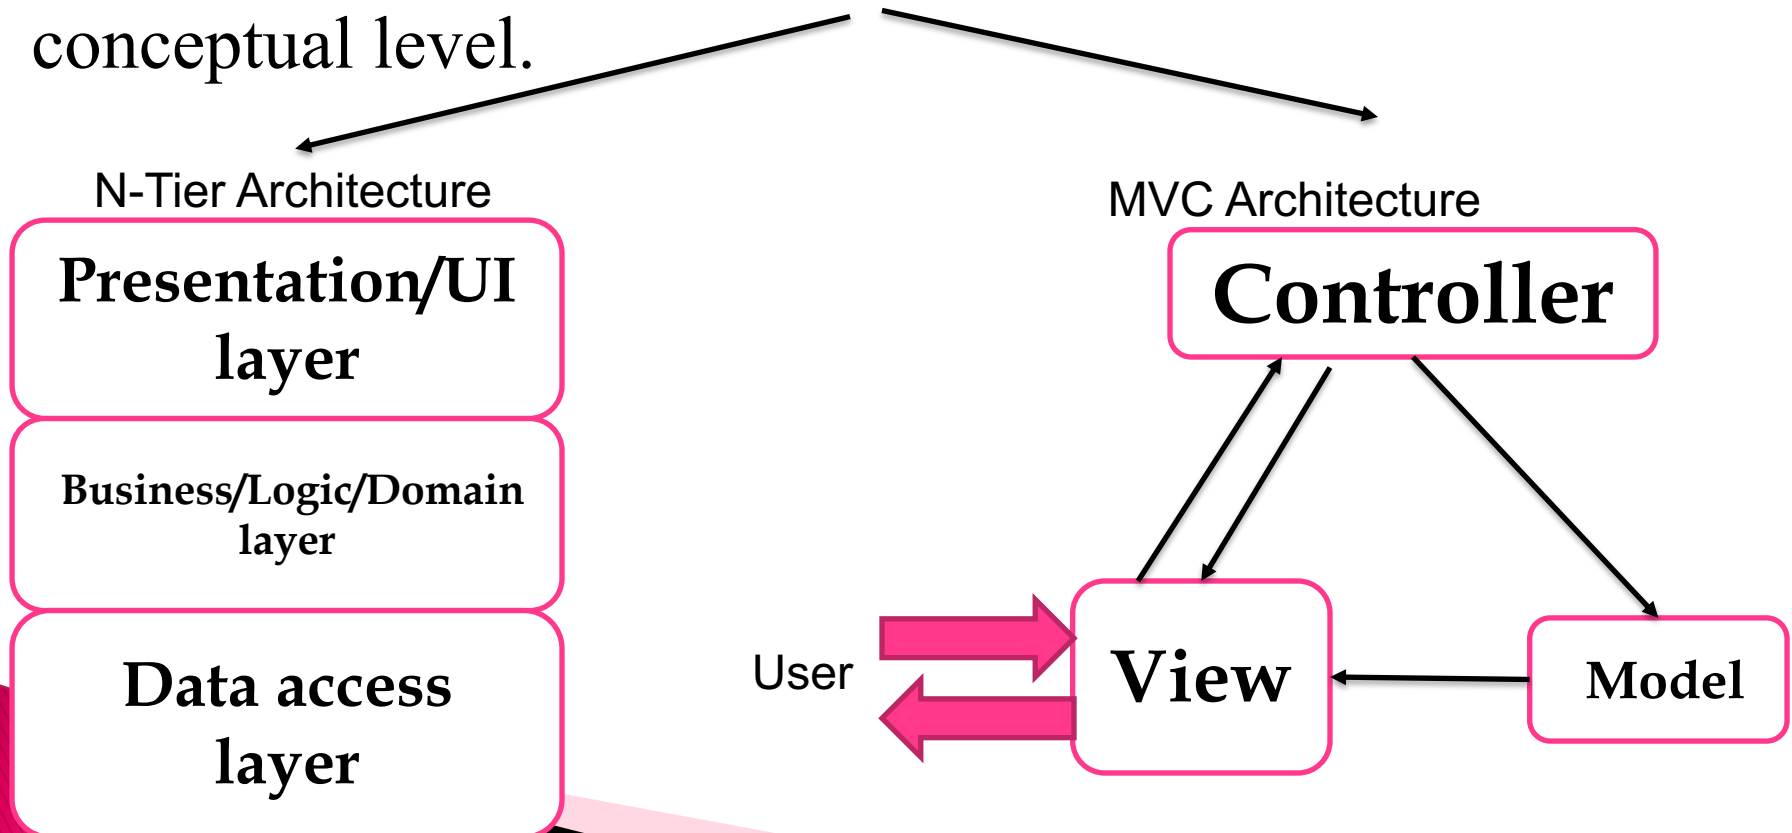 conceptual level.
N-Tier Architecture
Presentation/UI
layer
Business/Logic/Domain
layer
Data access
layer
MVC Architecture
Controller
User
View
Model